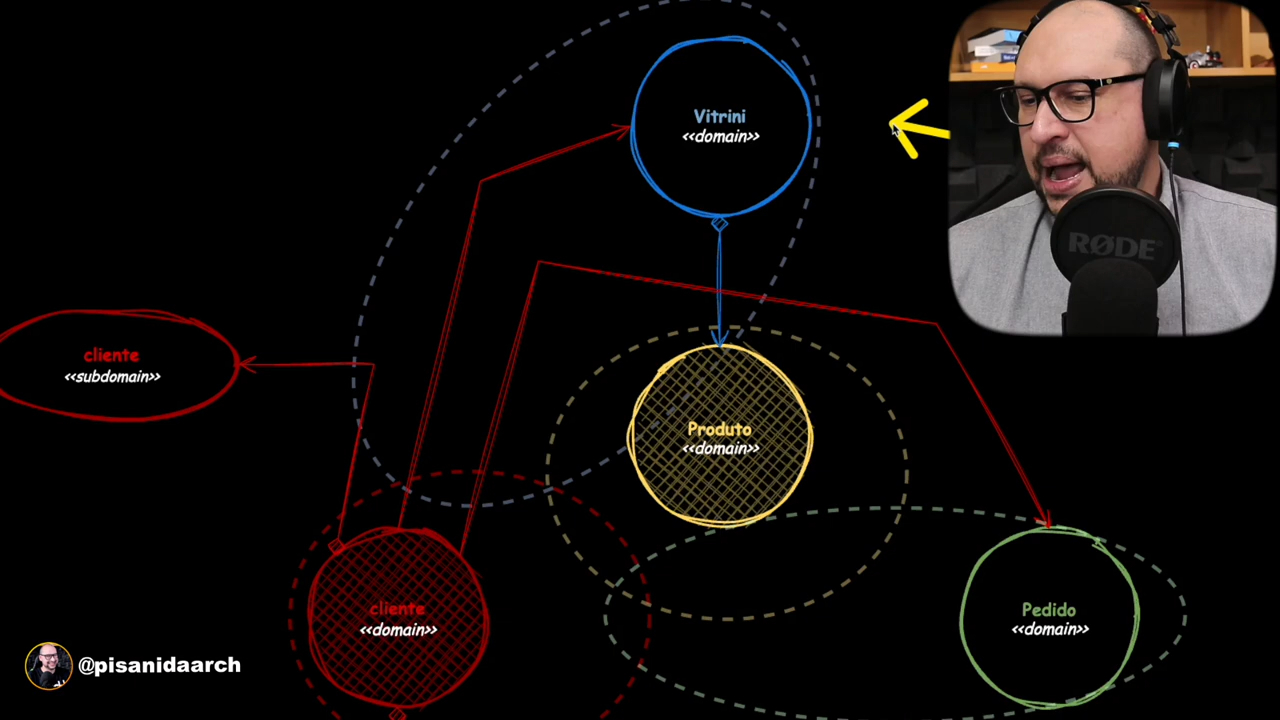 Vitrini
<<domain>>
RØDE
cliente
<<subdomain>>
Produto
<<domain>>
cliente
<<domain>>
Pedido
<<domain>>
@pisanidaarch